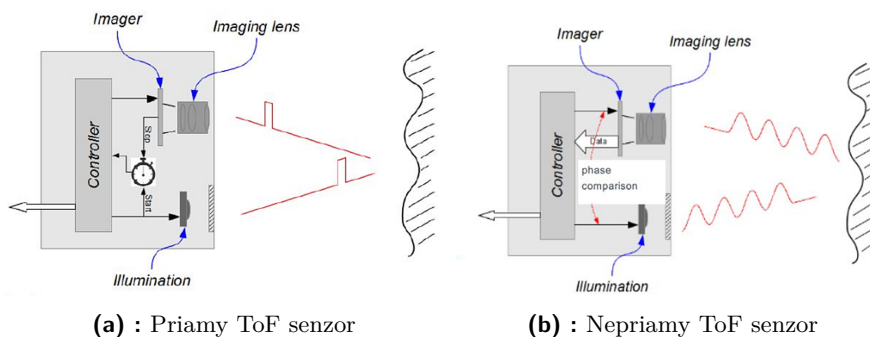 Imager
Imaging lens
Controller
Stop
Start
Illumination
(a) : Priamy ToF senzor
Imager
Imaging lens
Controller
Data
phase
comparison
Illumination
(b) : Nepriamy ToF senzor